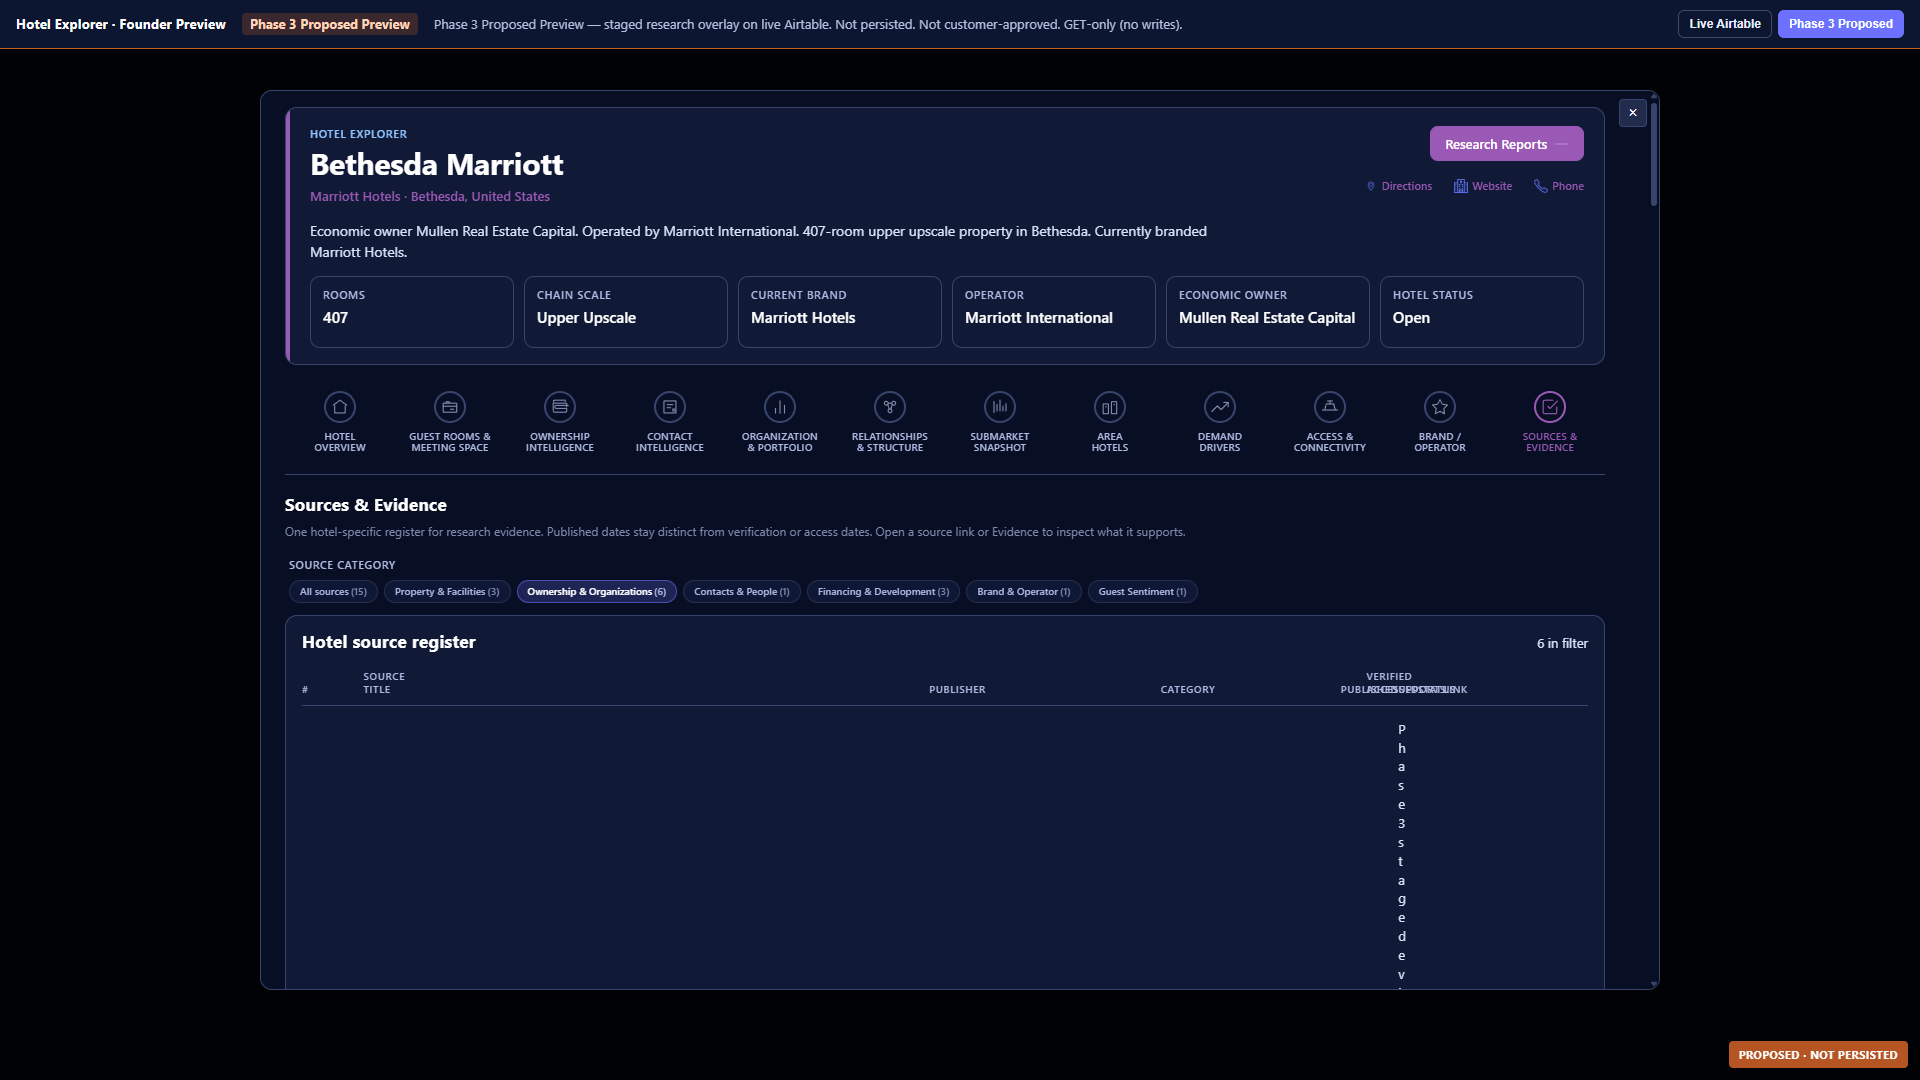 Hotel Explorer · Founder Preview
Phase 3 Proposed Preview
Phase 3 Proposed Preview — staged research overlay on live Airtable. Not persisted. Not customer-approved. GET-only (no writes).
Live Airtable
Phase 3 Proposed
×
HOTEL EXPLORER
Bethesda Marriott
Marriott Hotels · Bethesda, United States
Research Reports —
Directions
Website
Phone
Economic owner Mullen Real Estate Capital. Operated by Marriott International. 407-room upper upscale property in Bethesda. Currently branded
Marriott Hotels.
ROOMS
407
CHAIN SCALE
Upper Upscale
CURRENT BRAND
Marriott Hotels
OPERATOR
Marriott International
ECONOMIC OWNER
Mullen Real Estate Capital
HOTEL STATUS
Open
HOTEL
OVERVIEW
GUEST ROOMS &
MEETING SPACE
OWNERSHIP
INTELLIGENCE
CONTACT
INTELLIGENCE
ORGANIZATION
& PORTFOLIO
RELATIONSHIPS
& STRUCTURE
SUBMARKET
SNAPSHOT
AREA
HOTELS
DEMAND
DRIVERS
ACCESS &
CONNECTIVITY
BRAND /
OPERATOR
SOURCES &
EVIDENCE
Sources & Evidence
One hotel-specific register for research evidence. Published dates stay distinct from verification or access dates. Open a source link or Evidence to inspect what it supports.
SOURCE CATEGORY
All sources (15)
Property & Facilities (3)
Ownership & Organizations (6)
Contacts & People (1)
Financing & Development (3)
Brand & Operator (1)
Guest Sentiment (1)
Hotel source register
6 in filter
#
SOURCE
TITLE
PUBLISHER
CATEGORY
VERIFIED
LINK
P
h
a
s
e
3
s
t
a
g
e
d
e
v
PROPOSED · NOT PERSISTED